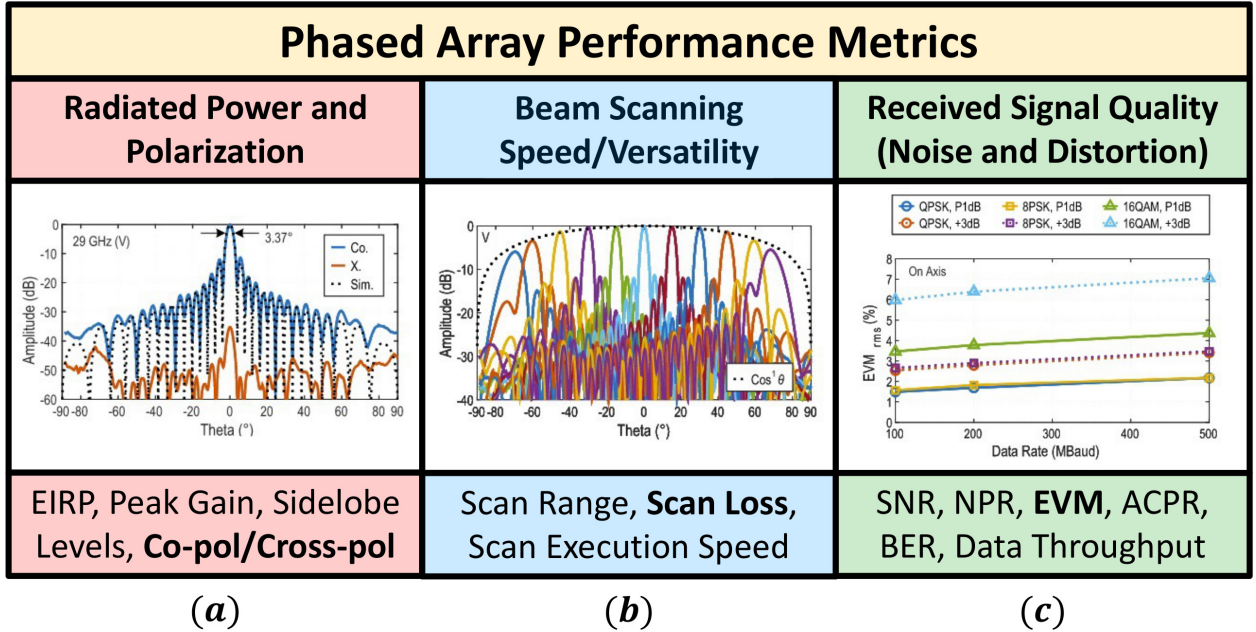 Phased Array Performance Metrics
Radiated Power and
Polarization
Beam Scanning
Speed/Versatility
Received Signal Quality
(Noise and Distortion)
0
-10
-20
-30
-40
-50
-60
Amplitude (dB)
29 GHz (V)
3.37°
Co.
X.
Sim.
-90 -80 -60 -40 -20 0 20 40 60 80 90
Theta (°)
0
-10
-20
-30
-40
Amplitude (dB)
V
Cos¹ θ
-90 -80 -60 -40 -20 0 20 40 60 80 90
Theta (°)
QPSK, P1dB 8PSK, P1dB 16QAM, P1dB
QPSK, +3dB 8PSK, +3dB 16QAM, +3dB
8
7
6
5
4
3
2
1
0
EVM rms (%)
On Axis
100 200 300 400 500
Data Rate (MBaud)
EIRP, Peak Gain, Sidelobe
Levels, Co-pol/Cross-pol
Scan Range, Scan Loss,
Scan Execution Speed
SNR, NPR, EVM, ACPR,
BER, Data Throughput
(a) (b) (c)